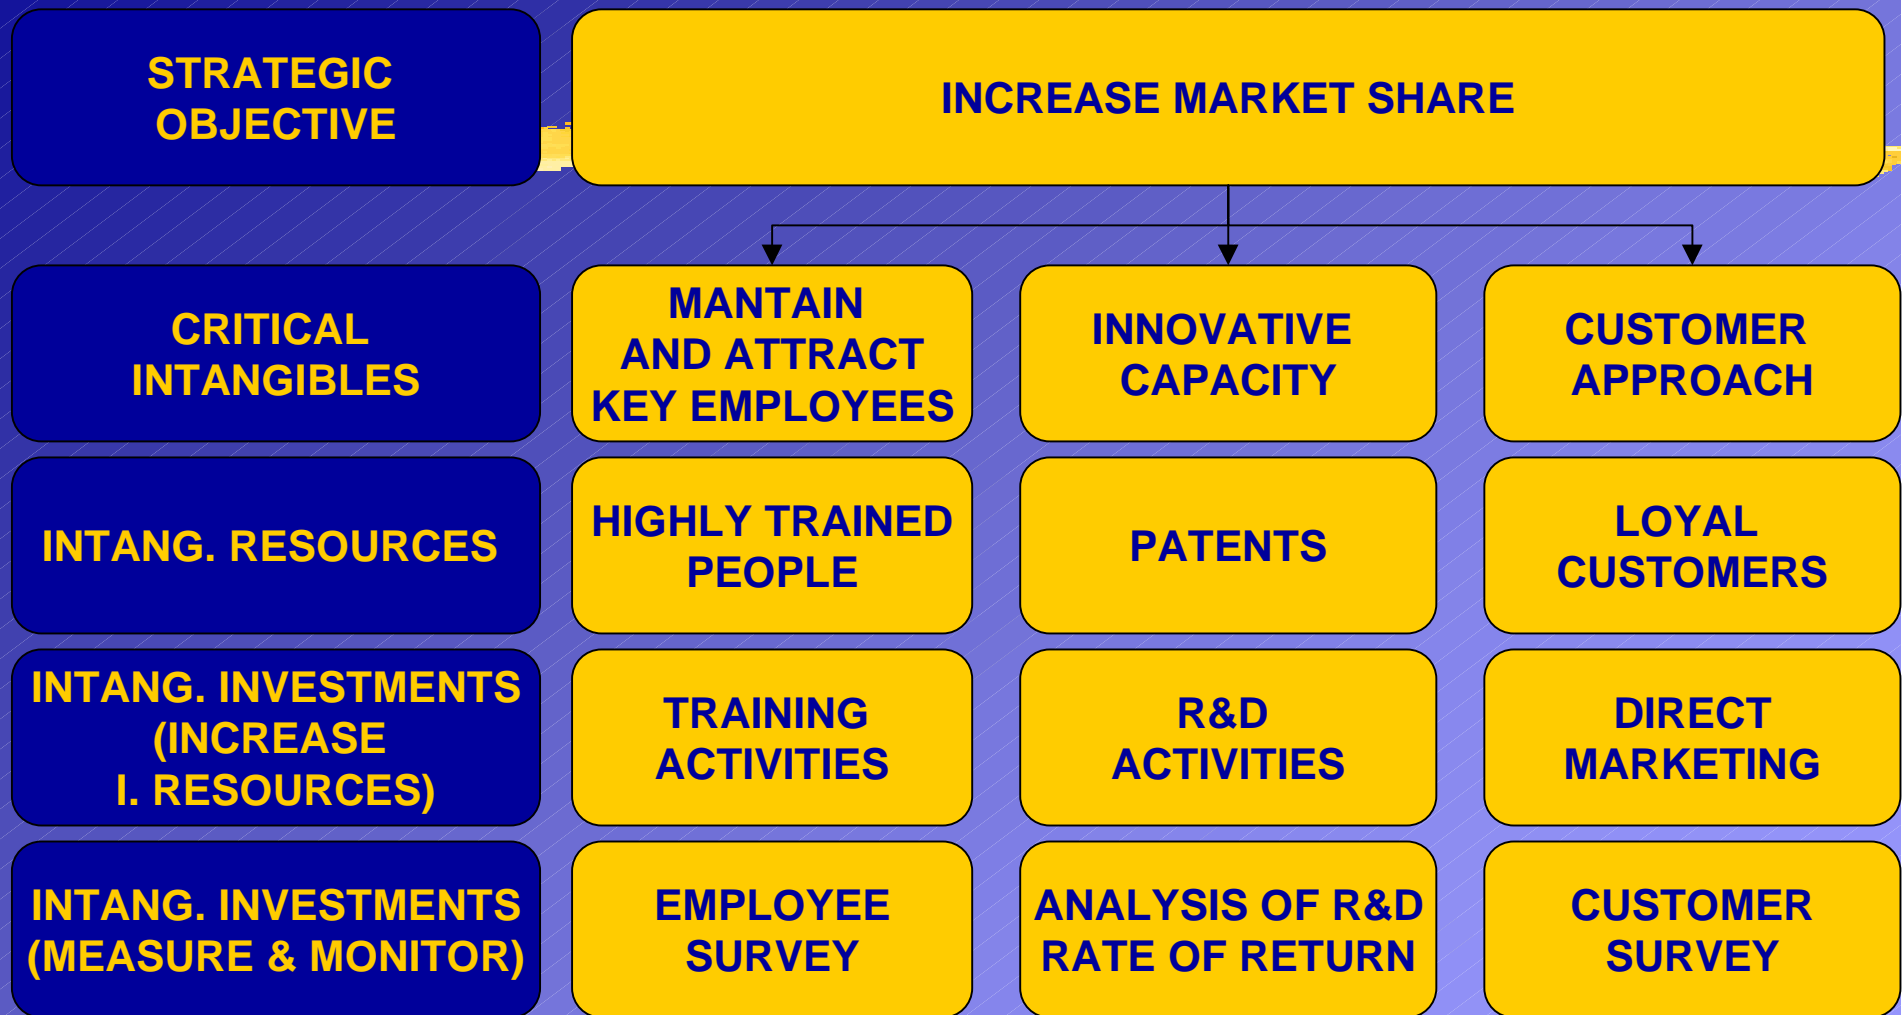 STRATEGIC
OBJECTIVE
INCREASE MARKET SHARE
CRITICAL
INTANGIBLES
MANTAIN
AND ATTRACT
KEY EMPLOYEES
INNOVATIVE
CAPACITY
CUSTOMER
APPROACH
INTANG. RESOURCES
HIGHLY TRAINED
PEOPLE
PATENTS
LOYAL
CUSTOMERS
INTANG. INVESTMENTS
(INCREASE
I. RESOURCES)
TRAINING
ACTIVITIES
R&D
ACTIVITIES
DIRECT
MARKETING
INTANG. INVESTMENTS
(MEASURE & MONITOR)
EMPLOYEE
SURVEY
ANALYSIS OF R&D
RATE OF RETURN
CUSTOMER
SURVEY